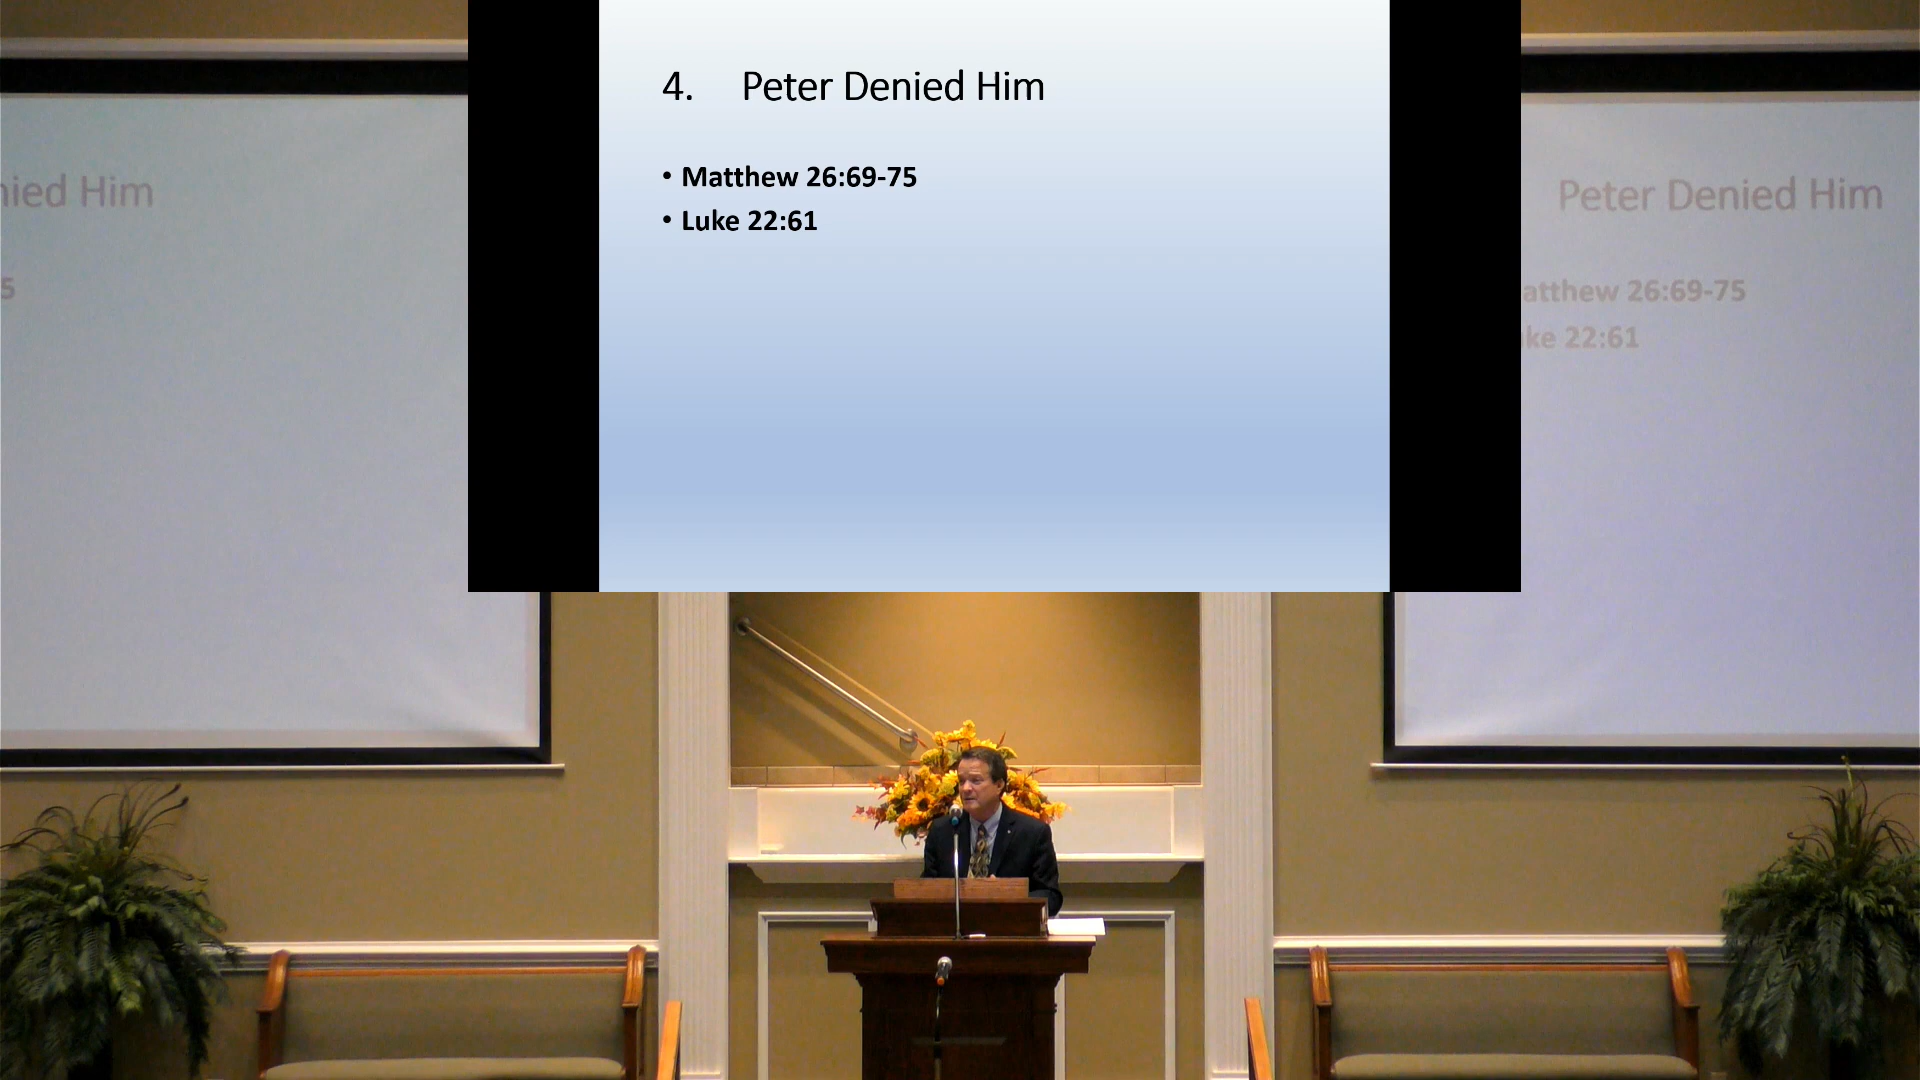 4. Peter Denied Him
• Matthew 26:69-75
• Luke 22:61
nied Him
5
Peter Denied Him
atthew 26:69-75
ke 22:61